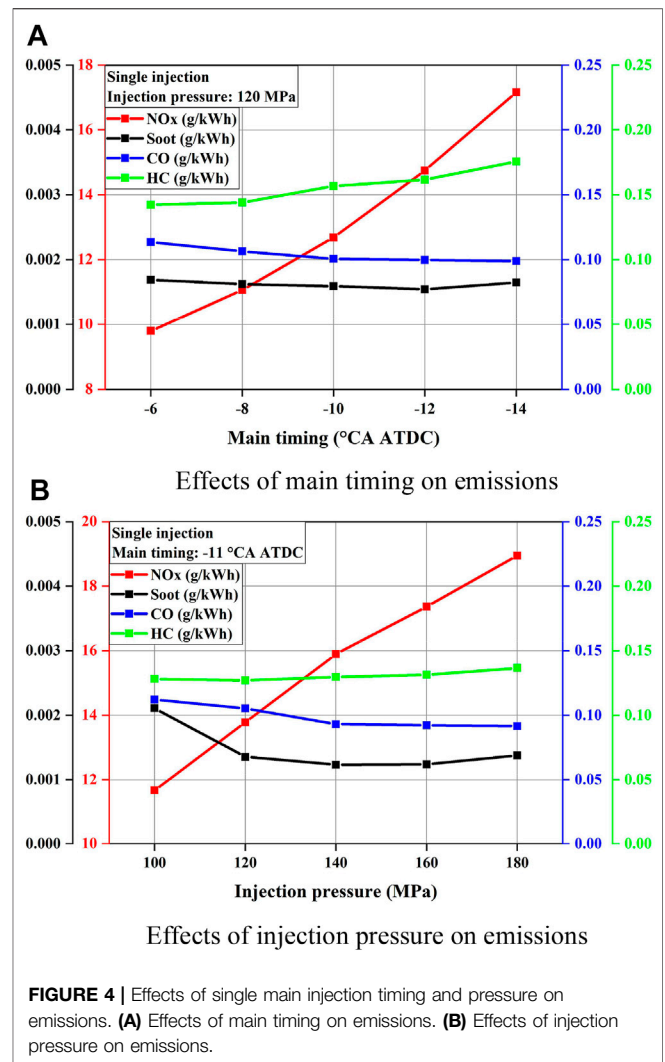 A
0.005 18 0.25 0.25
Single injection
Injection pressure: 120 MPa
NOx (g/kWh)
Soot (g/kWh)
CO (g/kWh)
HC (g/kWh)
0.004 16 0.20 0.20
0.003 14 0.15 0.15
0.002 12 0.10 0.10
0.001 10 0.05 0.05
0.000 8 0.00 0.00
-6 -8 -10 -12 -14
Main timing (°CA ATDC)
Effects of main timing on emissions
B
0.005 20 0.25 0.25
Single injection
Main timing: -11 °CA ATDC
NOx (g/kWh)
Soot (g/kWh)
CO (g/kWh)
HC (g/kWh)
0.004 18 0.20 0.20
0.003 16 0.15 0.15
0.002 14 0.10 0.10
0.001 12 0.05 0.05
0.000 10 0.00 0.00
100 120 140 160 180
Injection pressure (MPa)
Effects of injection pressure on emissions
FIGURE 4 | Effects of single main injection timing and pressure on
emissions. (A) Effects of main timing on emissions. (B) Effects of injection
pressure on emissions.